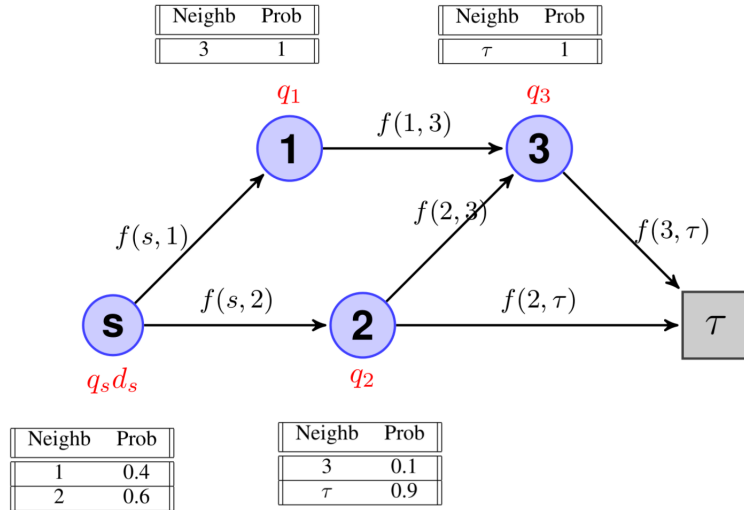 Neighb Prob
3 1
Neighb Prob
τ 1
q₁
q₃
1
f(1, 3)
3
f(s, 1)
f(2, 3)
f(3, τ)
s
f(s, 2)
2
f(2, τ)
τ
qₛdₛ
q₂
Neighb Prob
1 0.4
2 0.6
Neighb Prob
3 0.1
τ 0.9